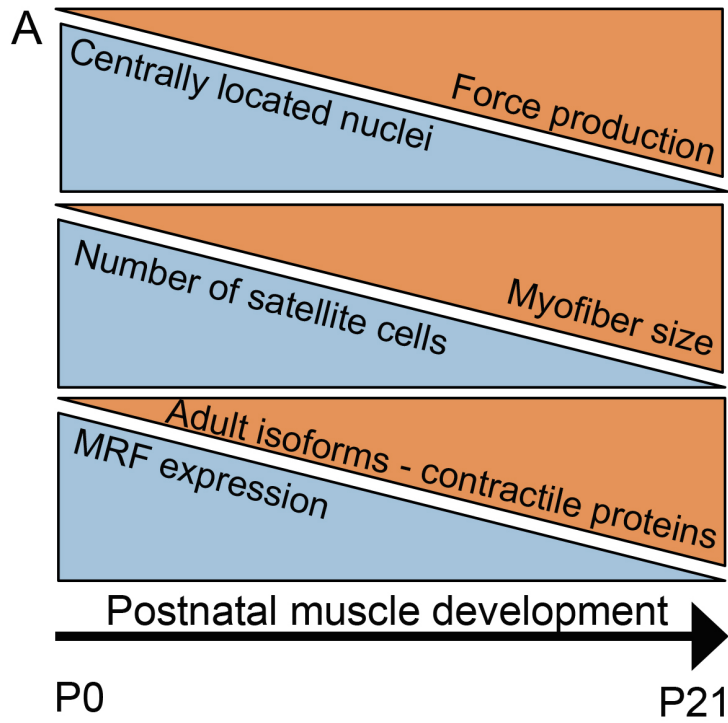 A
Centrally located nuclei
Force production
Number of satellite cells
Myofiber size
Adult isoforms - contractile proteins
MRF expression
Postnatal muscle development
P0
P21